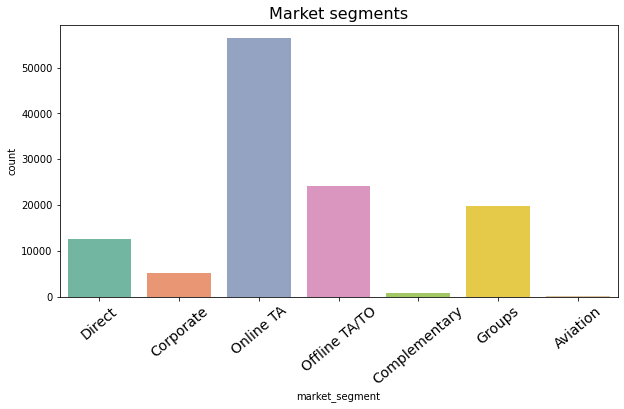 Market segments
count
50000
40000
30000
20000
10000
0
Direct
Corporate
Online TA
Offline TA/TO
Complementary
Groups
Aviation
market_segment